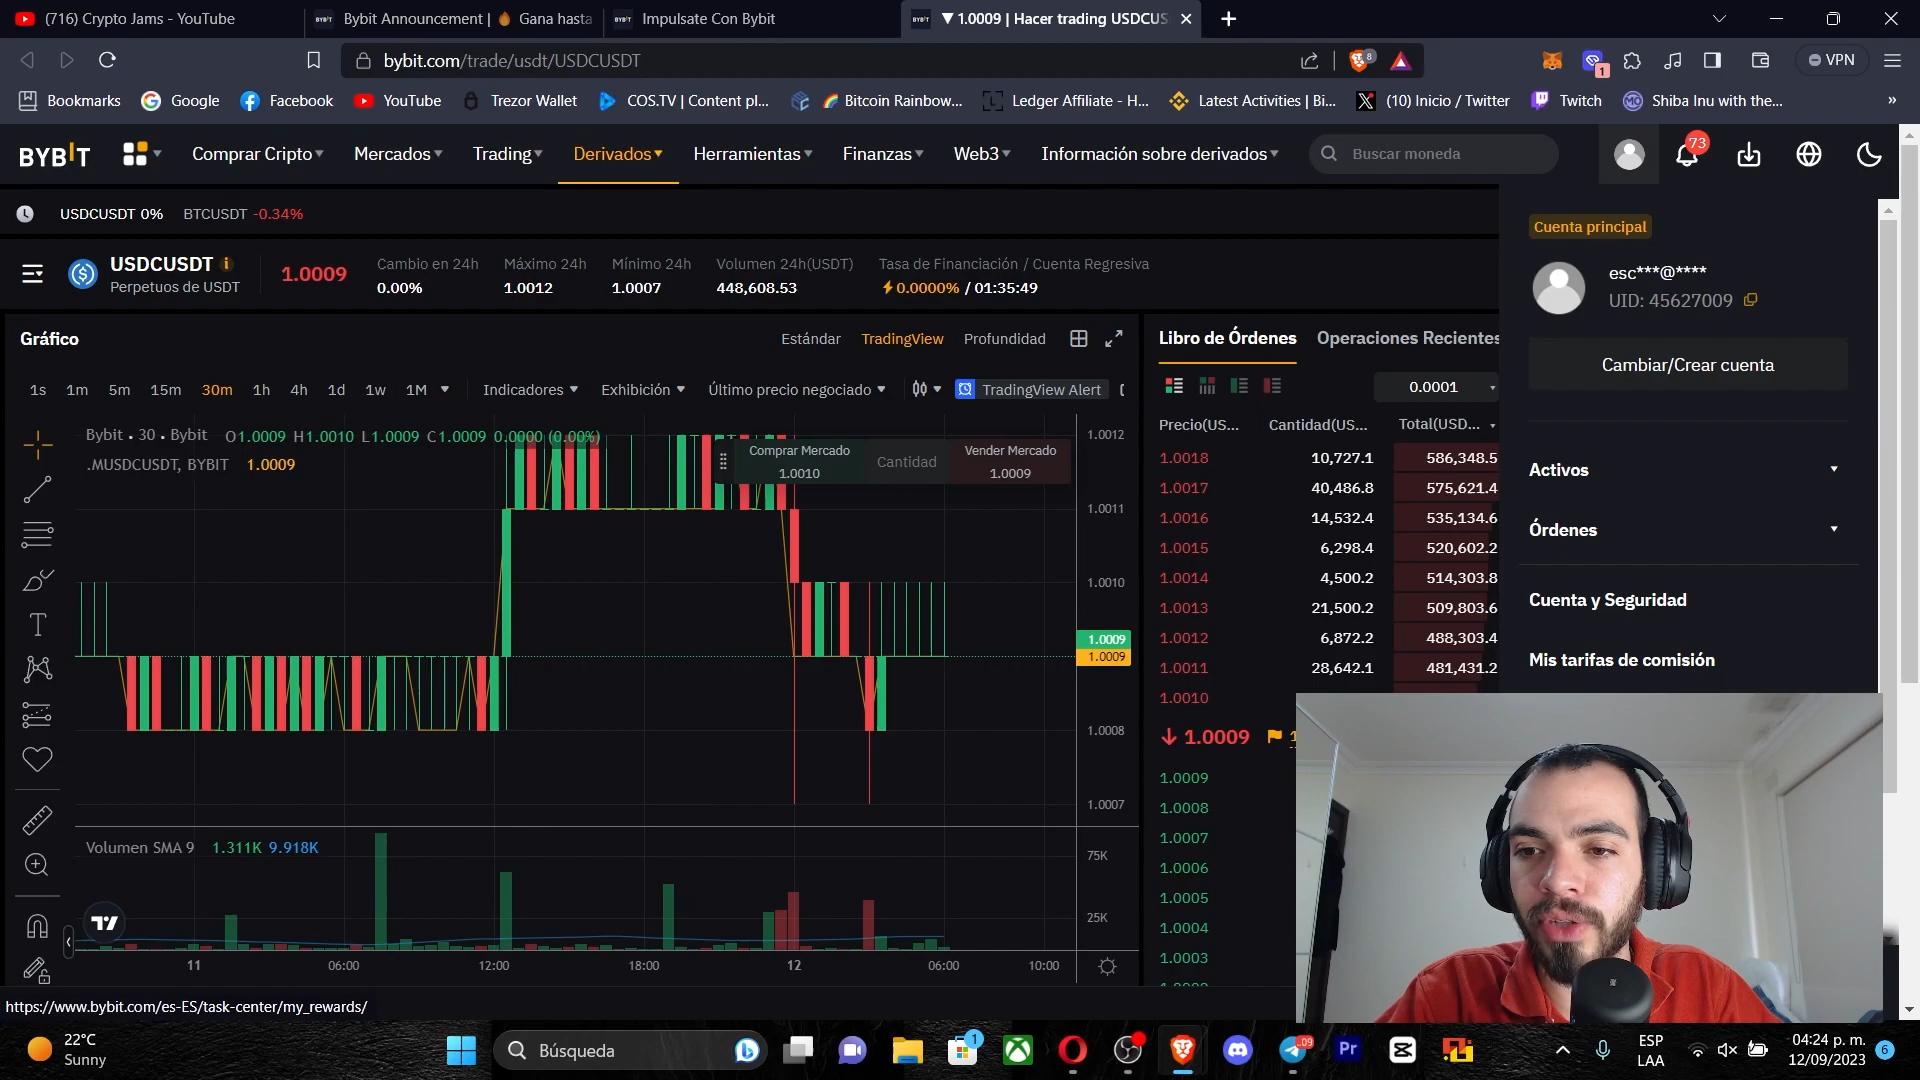 (716) Crypto Jams - YouTube
Bybit Announcement | Gana hasta
Impulsate Con Bybit
▼ 1.0009 | Hacer trading USDCUS
bybit.com/trade/usdt/USDCUSDT
8
1
VPN
Bookmarks
Google
Facebook
YouTube
Trezor Wallet
COS.TV | Content pl...
Bitcoin Rainbow...
Ledger Affiliate - H...
Latest Activities | Bi...
(10) Inicio / Twitter
Twitch
Shiba Inu with the...
»
BYBIT
Comprar Cripto
Mercados
Trading
Derivados
Herramientas
Finanzas
Web3
Información sobre derivados
Buscar moneda
73
USDCUSDT 0%
BTCUSDT -0.34%
USDCUSDT
Perpetuos de USDT
1.0009
Cambio en 24h
0.00%
Máximo 24h
1.0012
Mínimo 24h
1.0007
Volumen 24h(USDT)
448,608.53
Tasa de Financiación / Cuenta Regresiva
0.0000% / 01:35:49
Cuenta principal
esc***@****
UID: 45627009
Cambiar/Crear cuenta
Activos
Órdenes
Cuenta y Seguridad
Mis tarifas de comisión
Gráfico
Estándar
TradingView
Profundidad
1s
1m
5m
15m
30m
1h
4h
1d
1w
1M
Indicadores
Exhibición
Último precio negociado
TradingView Alert
Bybit • 30 • Bybit O1.0009 H1.0010 L1.0009 C1.0009 0.0000 (0.00%)
.MUSDCUSDT, BYBIT 1.0009
Comprar Mercado
1.0010
Cantidad
Vender Mercado
1.0009
1.0012
1.0011
1.0010
1.0009
1.0009
1.0008
1.0007
Volumen SMA 9 1.311K 9.918K
75K
25K
11
06:00
12:00
18:00
12
06:00
10:00
Libro de Órdenes
Operaciones Recientes
0.0001
Precio(US...
Cantidad(US...
Total(USD...
1.0018 10,727.1 586,348.5
1.0017 40,486.8 575,621.4
1.0016 14,532.4 535,134.6
1.0015 6,298.4 520,602.2
1.0014 4,500.2 514,303.8
1.0013 21,500.2 509,803.6
1.0012 6,872.2 488,303.4
1.0011 28,642.1 481,431.2
1.0010
1.0009
1.0009
1.0008
1.0007
1.0006
1.0005
1.0004
1.0003
https://www.bybit.com/es-ES/task-center/my_rewards/
22°C
Sunny
Búsqueda
1
.09
Pr
ESP
LAA
04:24 p. m.
12/09/2023
6